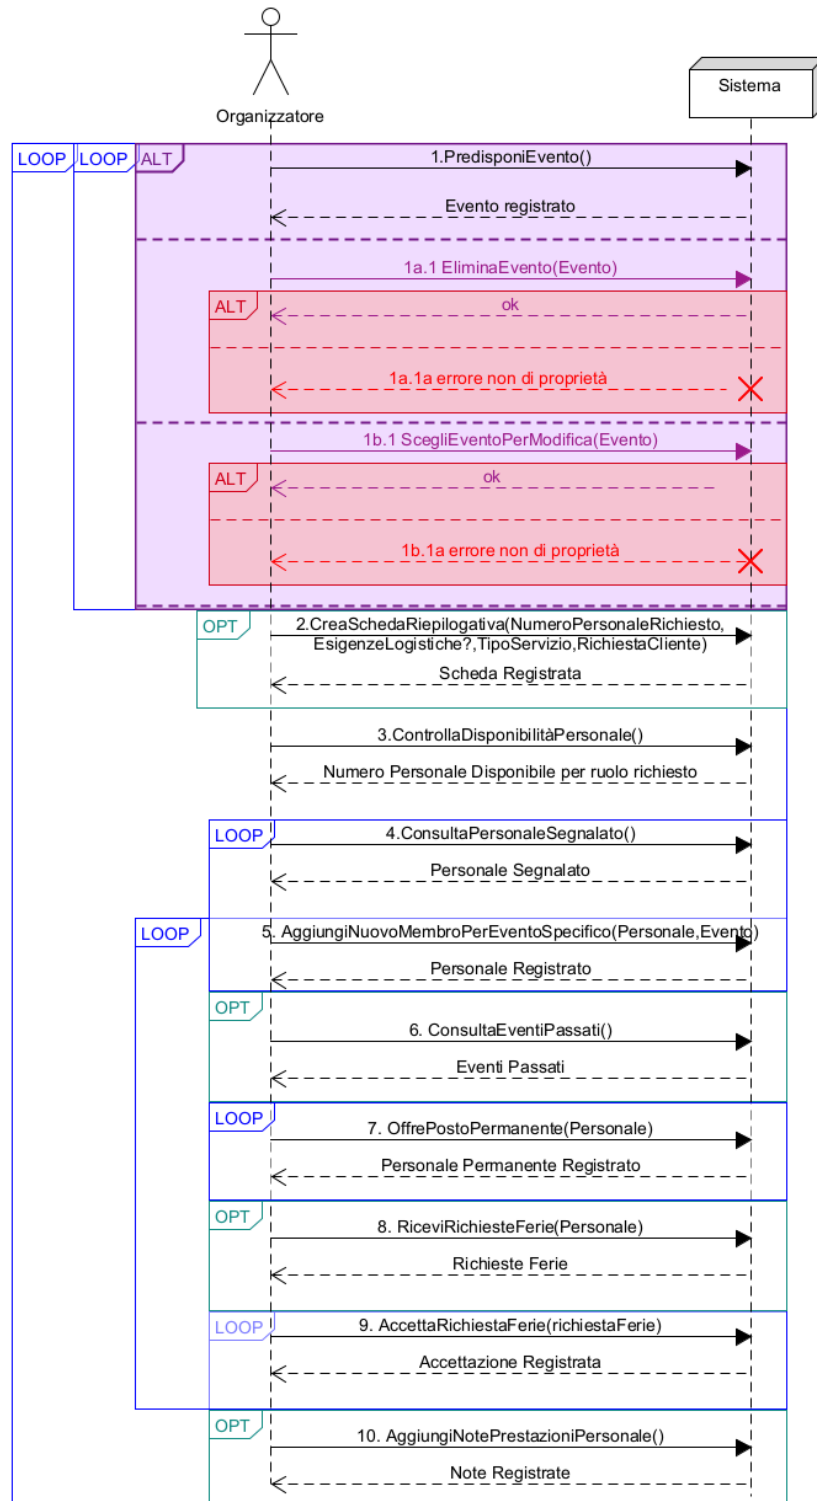 Organizzatore
Sistema
LOOP
LOOP
ALT
1.PredisponiEvento()
Evento registrato
1a.1 EliminaEvento(Evento)
ALT
ok
1a.1a errore non di proprietà
1b.1 ScegliEventoPerModifica(Evento)
ALT
ok
1b.1a errore non di proprietà
OPT
2.CreaSchedaRiepilogativa(NumeroPersonaleRichiesto,
EsigenzeLogistiche?,TipoServizio,RichiestaCliente)
Scheda Registrata
3.ControllaDisponibilitàPersonale()
Numero Personale Disponibile per ruolo richiesto
LOOP
4.ConsultaPersonaleSegnalato()
Personale Segnalato
LOOP
5. AggiungiNuovoMembroPerEventoSpecifico(Personale,Evento)
Personale Registrato
OPT
6. ConsultaEventiPassati()
Eventi Passati
LOOP
7. OffrePostoPermanente(Personale)
Personale Permanente Registrato
OPT
8. RiceviRichiesteFerie(Personale)
Richieste Ferie
LOOP
9. AccettaRichiestaFerie(richiestaFerie)
Accettazione Registrata
OPT
10. AggiungiNotePrestazioniPersonale()
Note Registrate